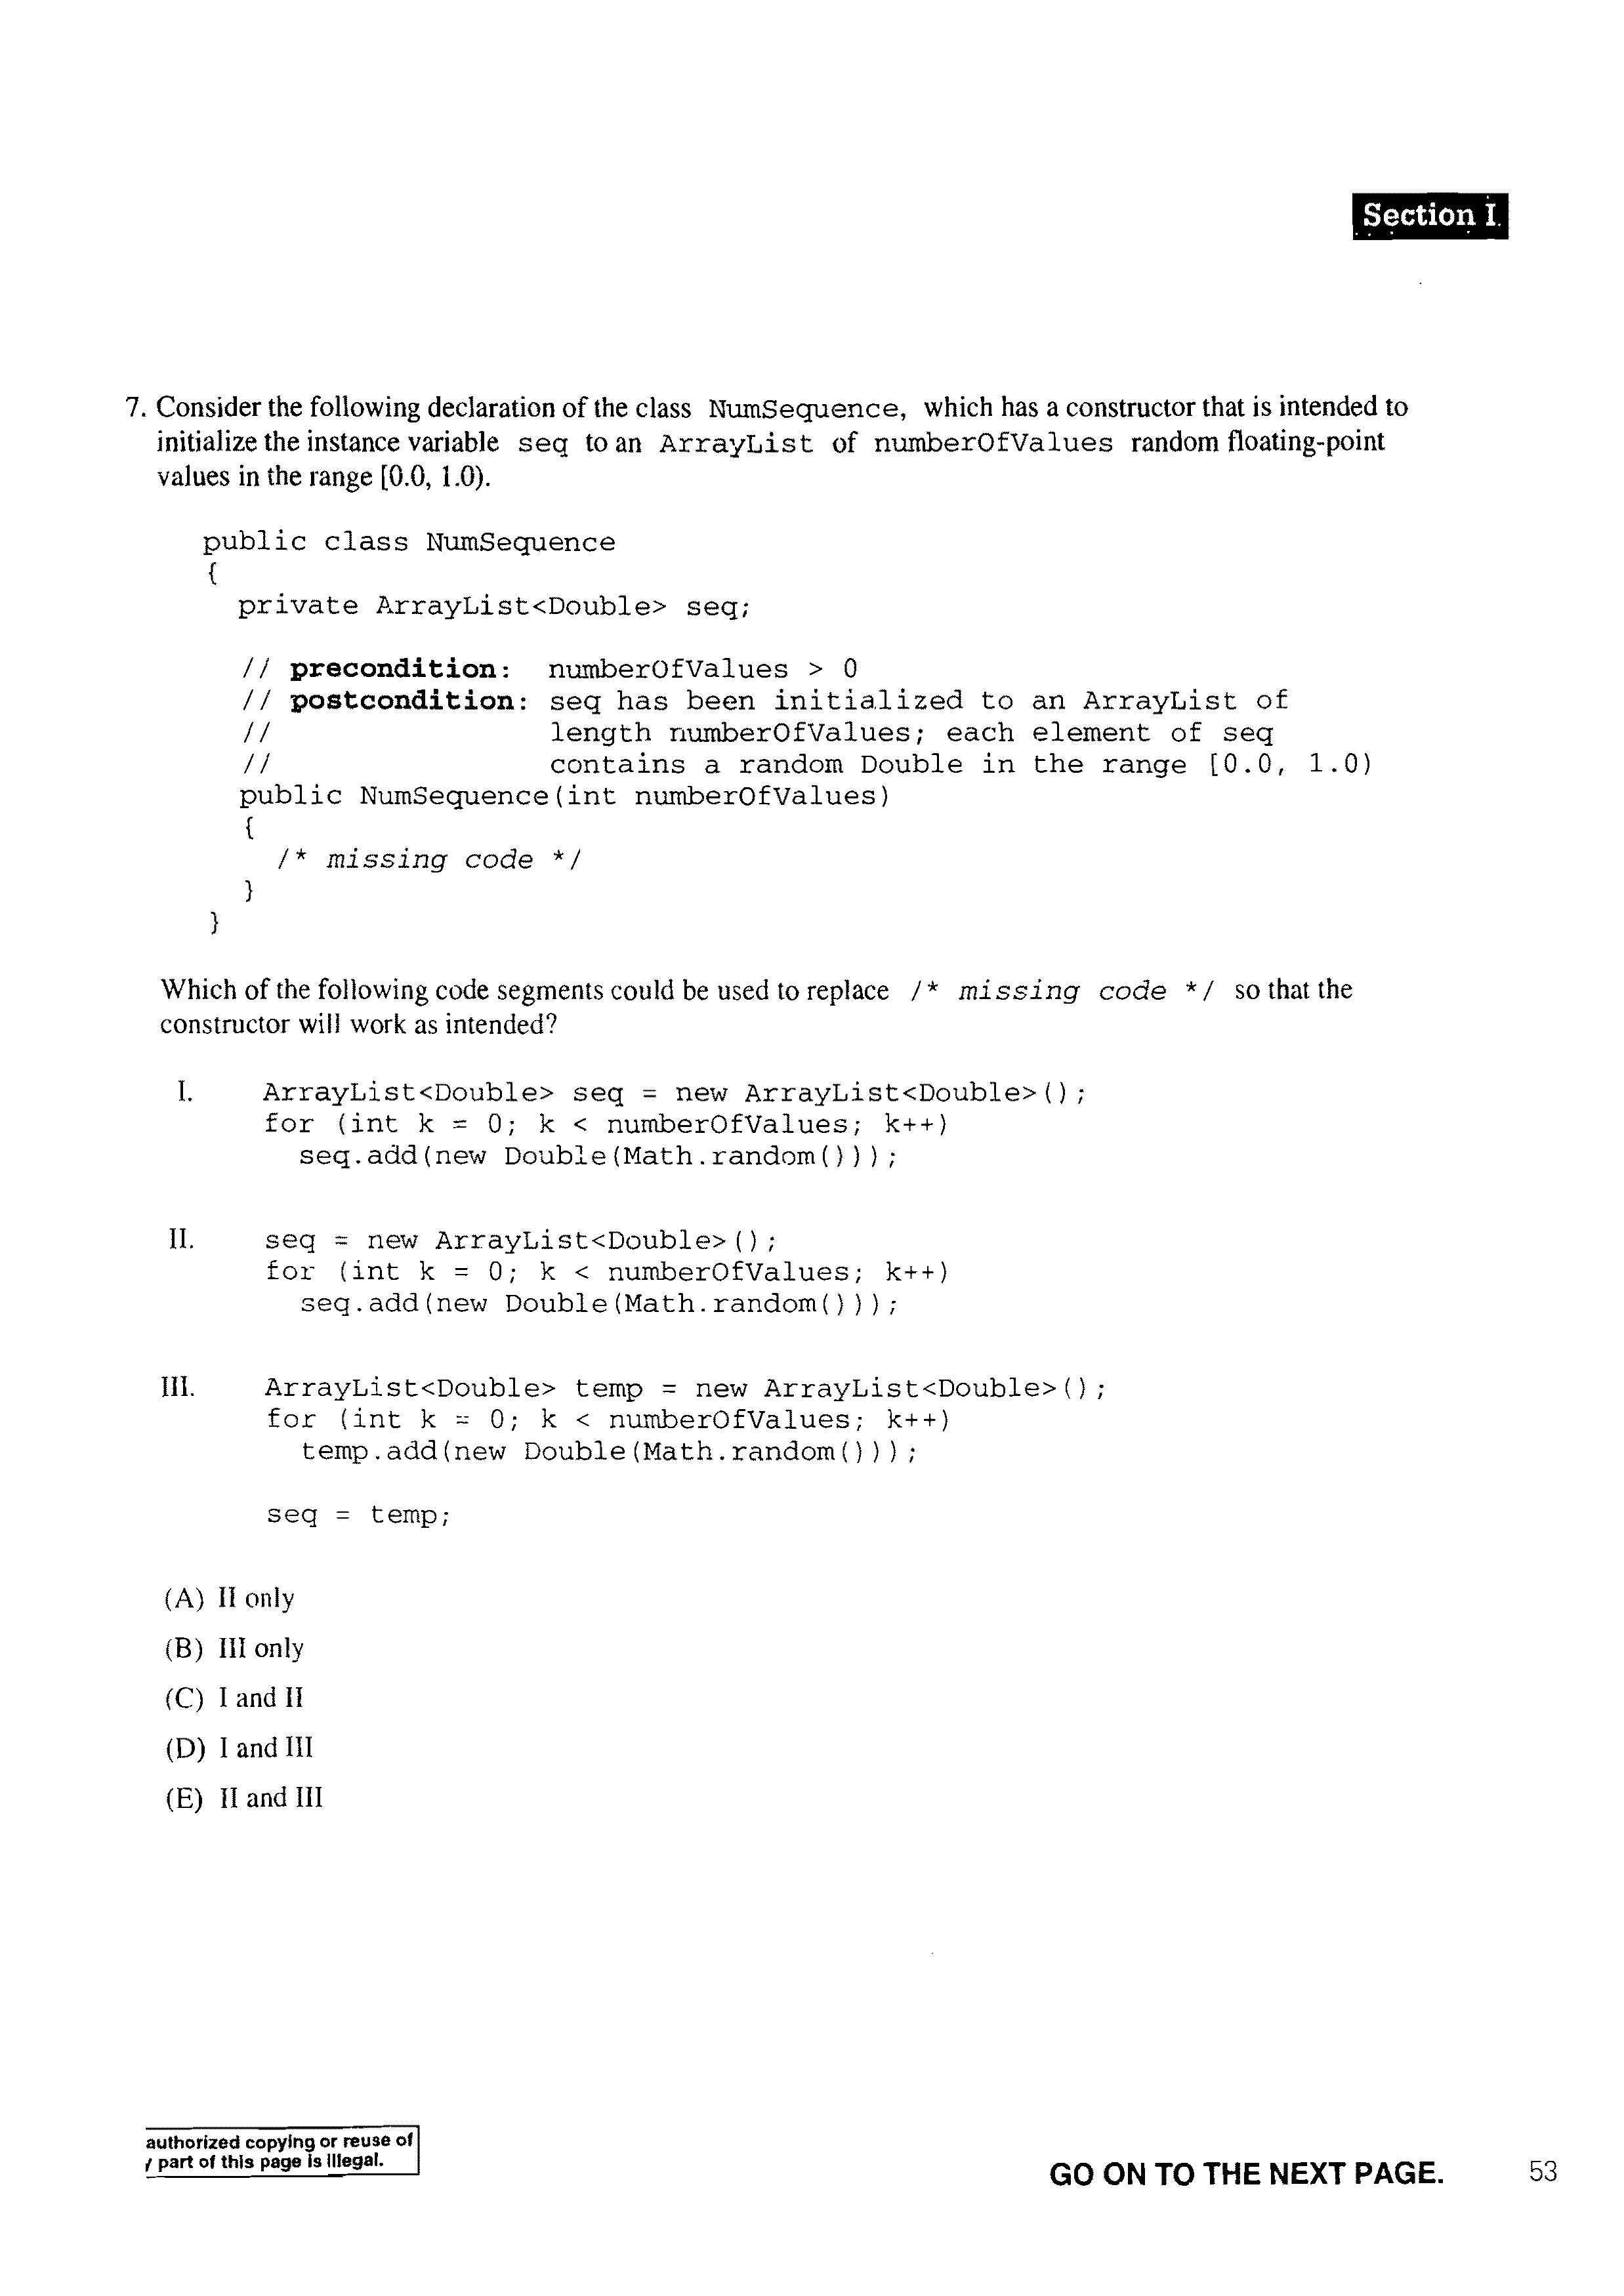 Section I
7. Consider the following declaration of the class NumSequence, which has a constructor that is intended to
initialize the instance variable seq to an ArrayList of numberOfValues random floating-point
values in the range [0.0, 1.0).
public class NumSequence
{
private ArrayList<Double> seq;
// precondition: numberOfValues > 0
// postcondition: seq has been initialized to an ArrayList of
// length numberOfValues; each element of seq
// contains a random Double in the range [0.0, 1.0)
public NumSequence(int numberOfValues)
{
/* missing code */
}
}
Which of the following code segments could be used to replace /* missing code */ so that the
constructor will work as intended?
I. ArrayList<Double> seq = new ArrayList<Double>();
for (int k = 0; k < numberOfValues; k++)
seq.add(new Double(Math.random()));
II. seq = new ArrayList<Double>();
for (int k = 0; k < numberOfValues; k++)
seq.add(new Double(Math.random()));
III. ArrayList<Double> temp = new ArrayList<Double>();
for (int k = 0; k < numberOfValues; k++)
temp.add(new Double(Math.random()));
seq = temp;
(A) II only
(B) III only
(C) I and II
(D) I and III
(E) II and III
authorized copying or reuse of
/ part of this page is illegal.
GO ON TO THE NEXT PAGE. 53